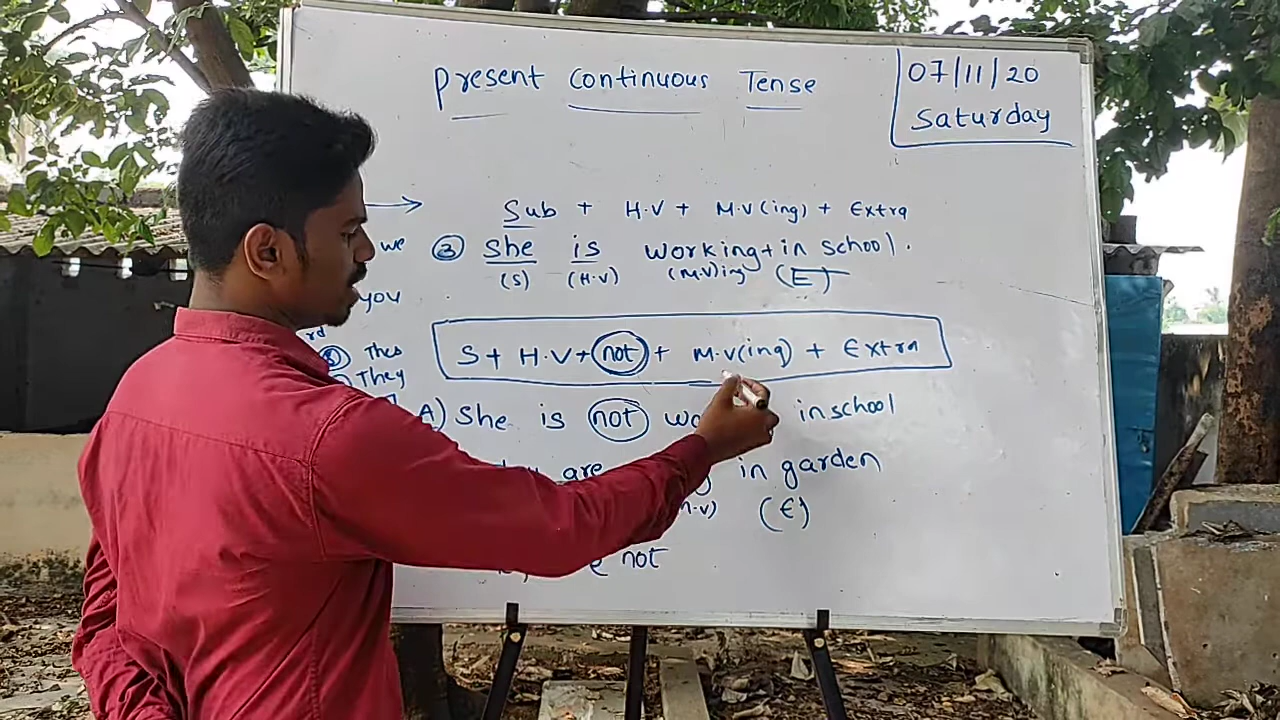 Present Continuous Tense
07/11/20
Saturday
Sub + H.V + M.V(ing) + Extra
we ② She is working+in school.
(S) (H.V) (M.V)ing (E)
you
rd
S + H.V + not + M.V(ing) + Extra
They
A) She is not in school
are in garden
(E)
not